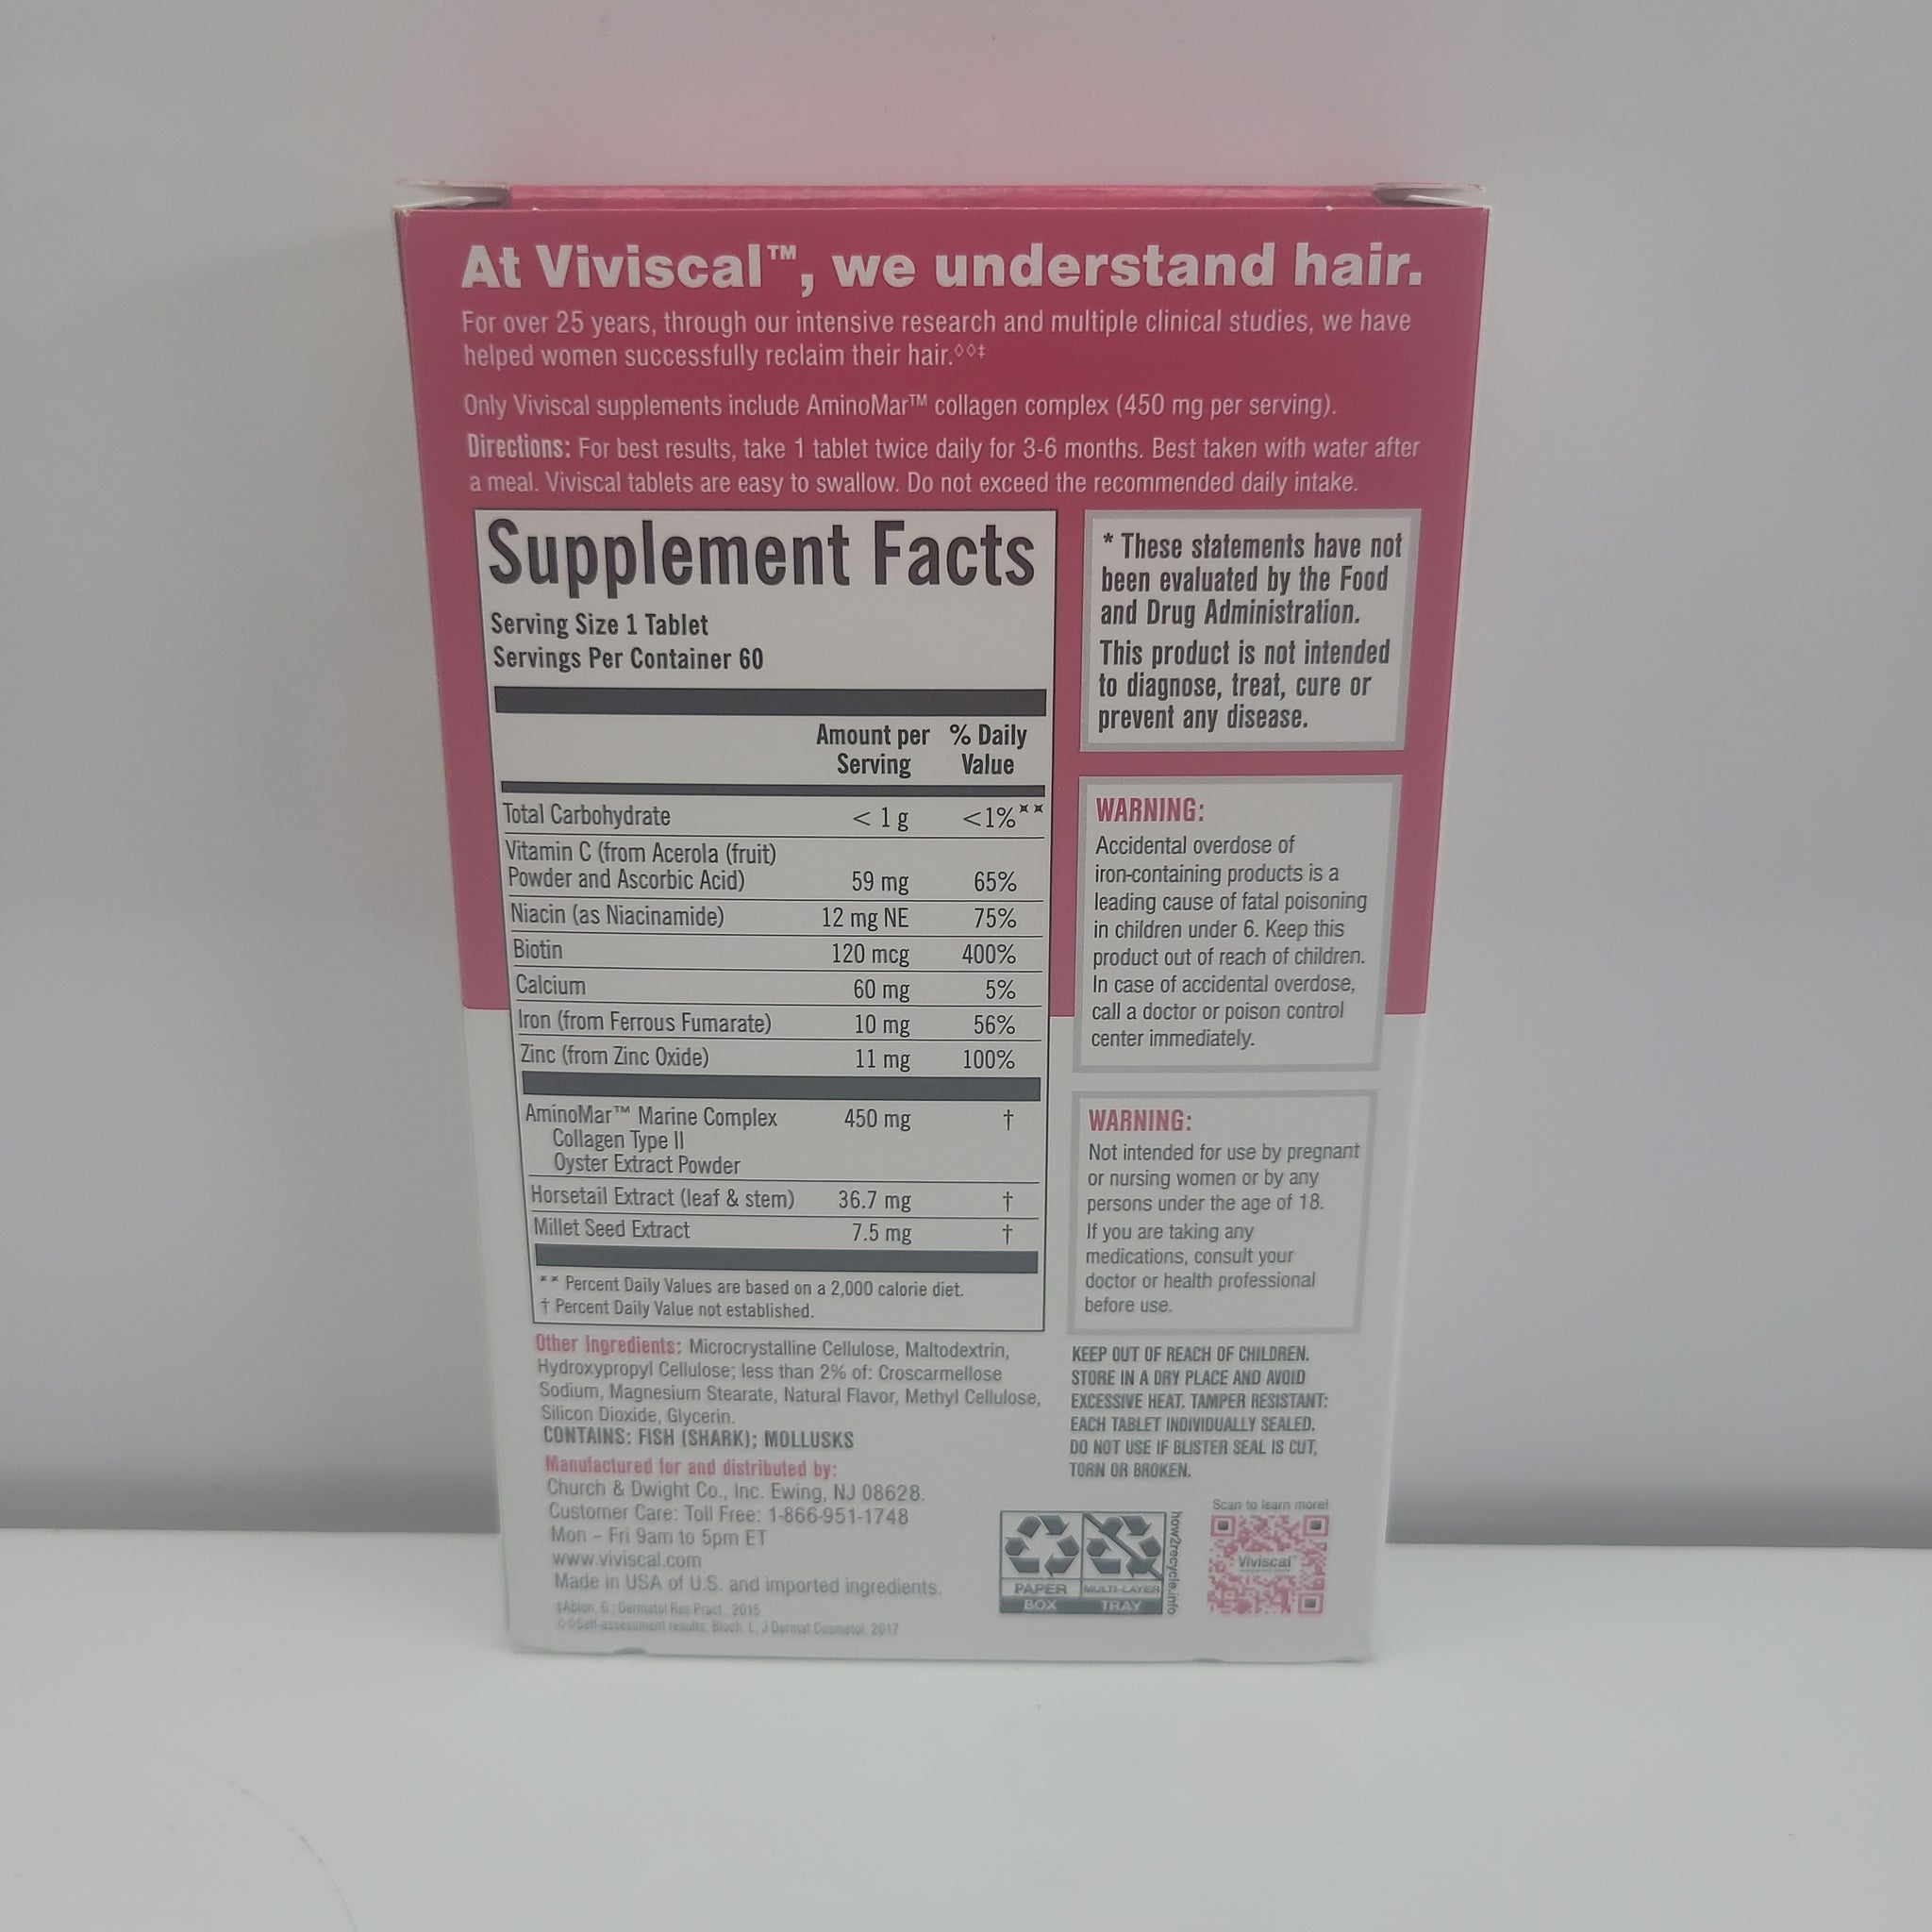 At Viviscal™, we understand hair.
For over 25 years, through our intensive research and multiple clinical studies, we have
helped women successfully reclaim their hair.◊◊‡
Only Viviscal supplements include AminoMar™ collagen complex (450 mg per serving).
Directions: For best results, take 1 tablet twice daily for 3-6 months. Best taken with water after
a meal. Viviscal tablets are easy to swallow. Do not exceed the recommended daily intake.
Supplement Facts
Serving Size 1 Tablet
Servings Per Container 60
Amount per % Daily
Serving Value
Total Carbohydrate < 1 g <1%**
Vitamin C (from Acerola (fruit)
Powder and Ascorbic Acid) 59 mg 65%
Niacin (as Niacinamide) 12 mg NE 75%
Biotin 120 mcg 400%
Calcium 60 mg 5%
Iron (from Ferrous Fumarate) 10 mg 56%
Zinc (from Zinc Oxide) 11 mg 100%
AminoMar™ Marine Complex 450 mg †
Collagen Type II
Oyster Extract Powder
Horsetail Extract (leaf & stem) 36.7 mg †
Millet Seed Extract 7.5 mg †
** Percent Daily Values are based on a 2,000 calorie diet.
† Percent Daily Value not established.
Other Ingredients: Microcrystalline Cellulose, Maltodextrin,
Hydroxypropyl Cellulose; less than 2% of: Croscarmellose
Sodium, Magnesium Stearate, Natural Flavor, Methyl Cellulose,
Silicon Dioxide, Glycerin.
CONTAINS: FISH (SHARK); MOLLUSKS
Manufactured for and distributed by:
Church & Dwight Co., Inc. Ewing, NJ 08628.
Customer Care: Toll Free: 1-866-951-1748
Mon – Fri 9am to 5pm ET
www.viviscal.com
Made in USA of U.S. and imported ingredients.
‡Ablon, G.; Dermatol Res Pract., 2015
◊◊Self-assessment results: Bloch, L; J Dermat Cosmetol, 2017
* These statements have not
been evaluated by the Food
and Drug Administration.
This product is not intended
to diagnose, treat, cure or
prevent any disease.
WARNING:
Accidental overdose of
iron-containing products is a
leading cause of fatal poisoning
in children under 6. Keep this
product out of reach of children.
In case of accidental overdose,
call a doctor or poison control
center immediately.
WARNING:
Not intended for use by pregnant
or nursing women or by any
persons under the age of 18.
If you are taking any
medications, consult your
doctor or health professional
before use.
KEEP OUT OF REACH OF CHILDREN.
STORE IN A DRY PLACE AND AVOID
EXCESSIVE HEAT. TAMPER RESISTANT:
EACH TABLET INDIVIDUALLY SEALED.
DO NOT USE IF BLISTER SEAL IS CUT,
TORN OR BROKEN.
PAPER
BOX
MULTI-LAYER
TRAY
how2recycle.info
Scan to learn more!
Viviscal